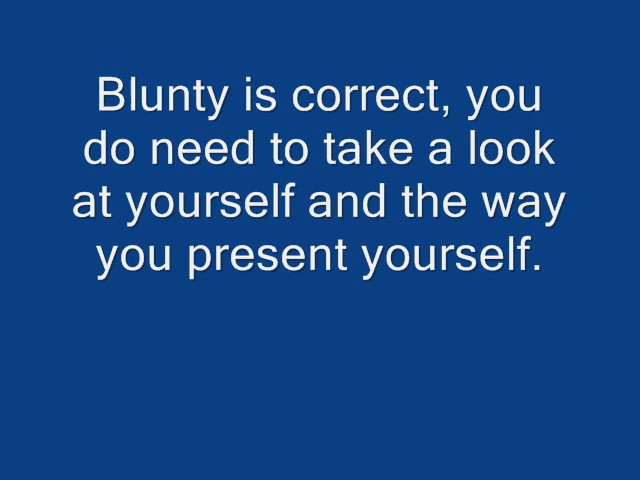 Blunty is correct, you
do need to take a look
at yourself and the way
you present yourself.